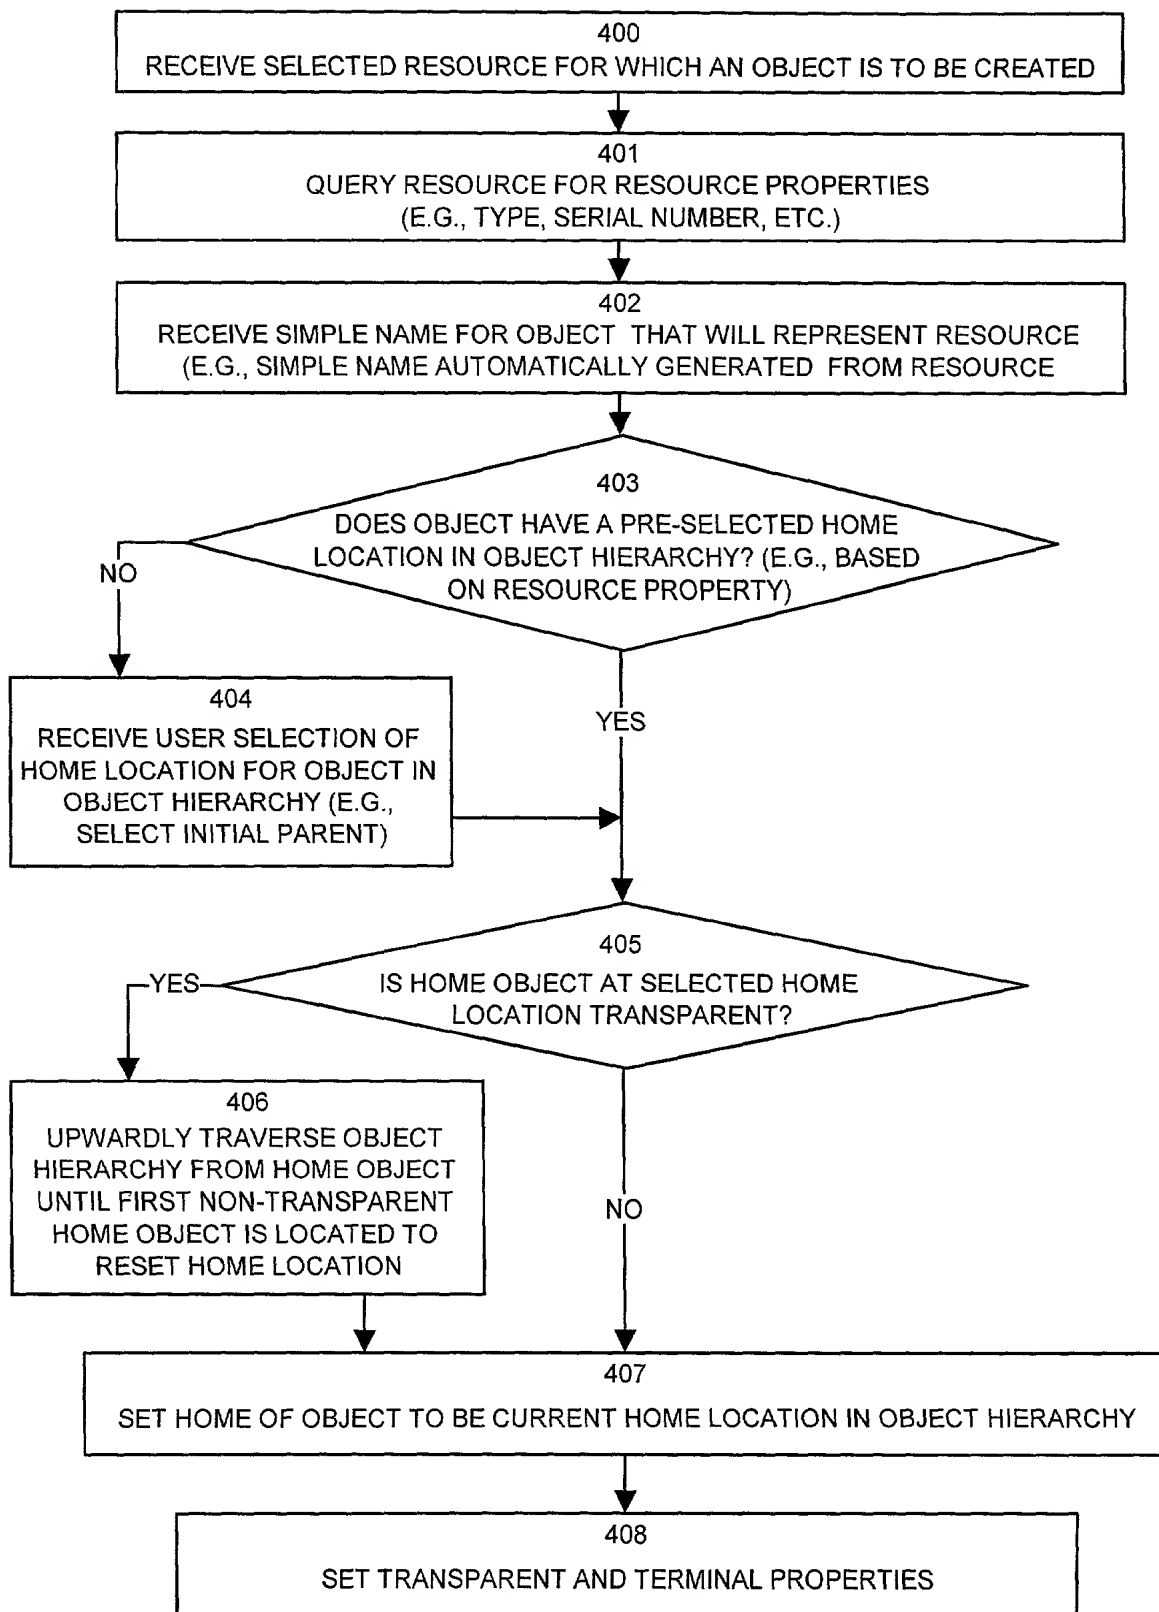 400
RECEIVE SELECTED RESOURCE FOR WHICH AN OBJECT IS TO BE CREATED
401
QUERY RESOURCE FOR RESOURCE PROPERTIES
(E.G., TYPE, SERIAL NUMBER, ETC.)
402
RECEIVE SIMPLE NAME FOR OBJECT THAT WILL REPRESENT RESOURCE
(E.G., SIMPLE NAME AUTOMATICALLY GENERATED FROM RESOURCE
403
DOES OBJECT HAVE A PRE-SELECTED HOME
LOCATION IN OBJECT HIERARCHY? (E.G., BASED
ON RESOURCE PROPERTY)
NO
404
RECEIVE USER SELECTION OF
HOME LOCATION FOR OBJECT IN
OBJECT HIERARCHY (E.G.,
SELECT INITIAL PARENT)
YES
405
IS HOME OBJECT AT SELECTED HOME
LOCATION TRANSPARENT?
YES
406
UPWARDLY TRAVERSE OBJECT
HIERARCHY FROM HOME OBJECT
UNTIL FIRST NON-TRANSPARENT
HOME OBJECT IS LOCATED TO
RESET HOME LOCATION
NO
407
SET HOME OF OBJECT TO BE CURRENT HOME LOCATION IN OBJECT HIERARCHY
408
SET TRANSPARENT AND TERMINAL PROPERTIES